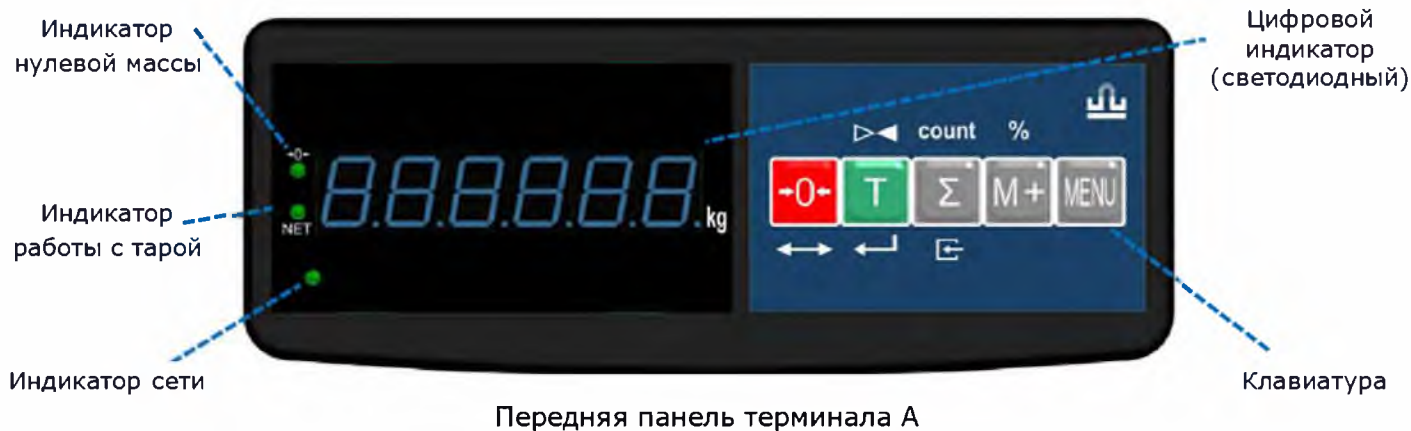 Индикатор
нулевой массы
Цифровой
индикатор
(светодиодный)
→0←
NET
8.8.8.8.8.8.
kg
count
%
→0←
T
Σ
M+
MENU
Индикатор
работы с тарой
Индикатор сети
Клавиатура
Передняя панель терминала А